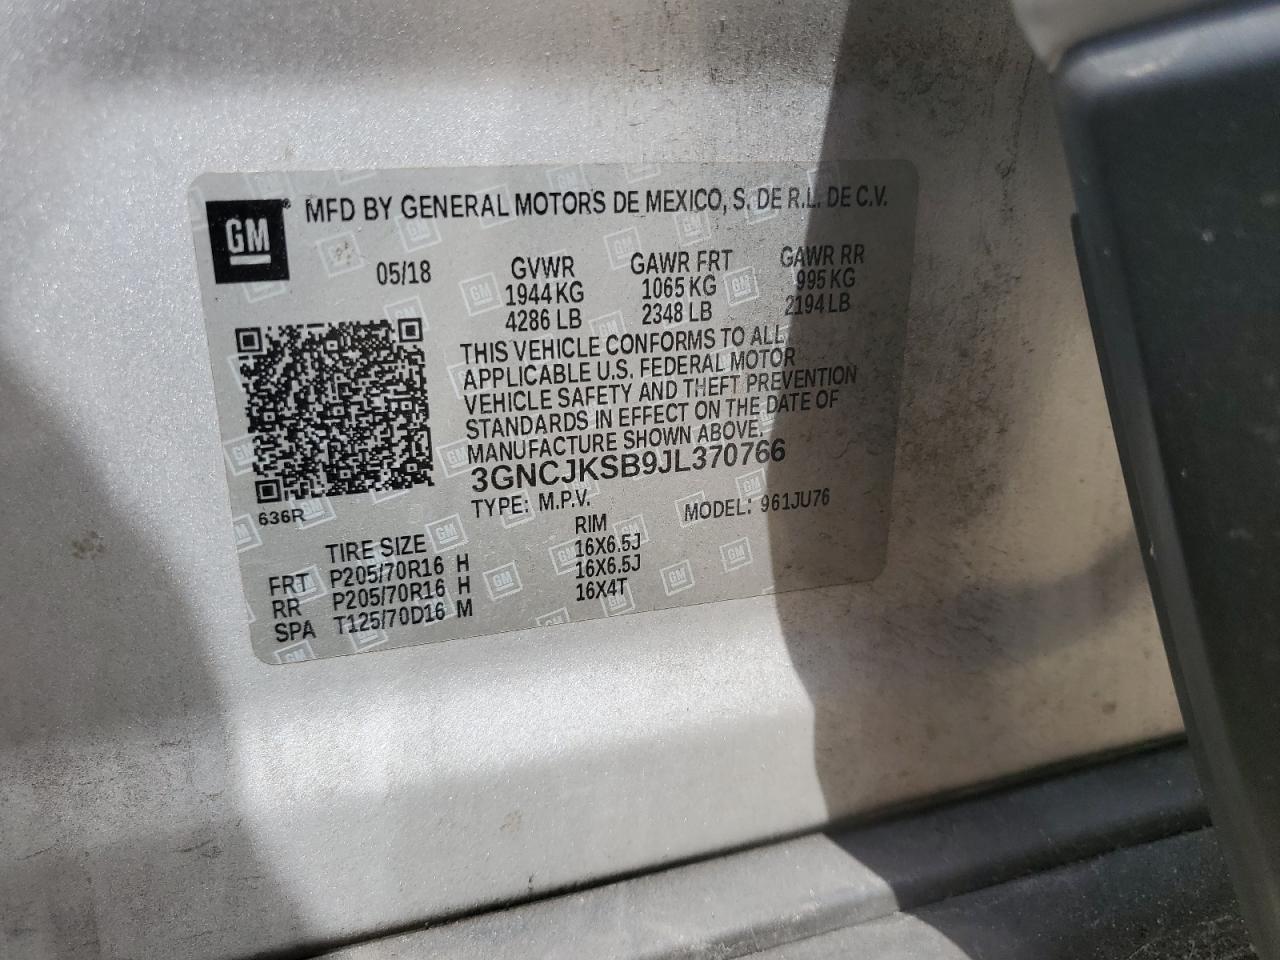 GM® MFD BY GENERAL MOTORS DE MEXICO, S. DE R.L. DE C.V.
05/18 GVWR GAWR FRT GAWR RR
1944 KG 1065 KG 995 KG
4286 LB 2348 LB 2194 LB
THIS VEHICLE CONFORMS TO ALL
APPLICABLE U.S. FEDERAL MOTOR
VEHICLE SAFETY AND THEFT PREVENTION
STANDARDS IN EFFECT ON THE DATE OF
MANUFACTURE SHOWN ABOVE.
3GNCJKSB9JL370766
636R TYPE: M.P.V. MODEL: 961JU76
TIRE SIZE RIM
FRT P205/70R16 H 16X6.5J
RR P205/70R16 H 16X6.5J
SPA T125/70D16 M 16X4T